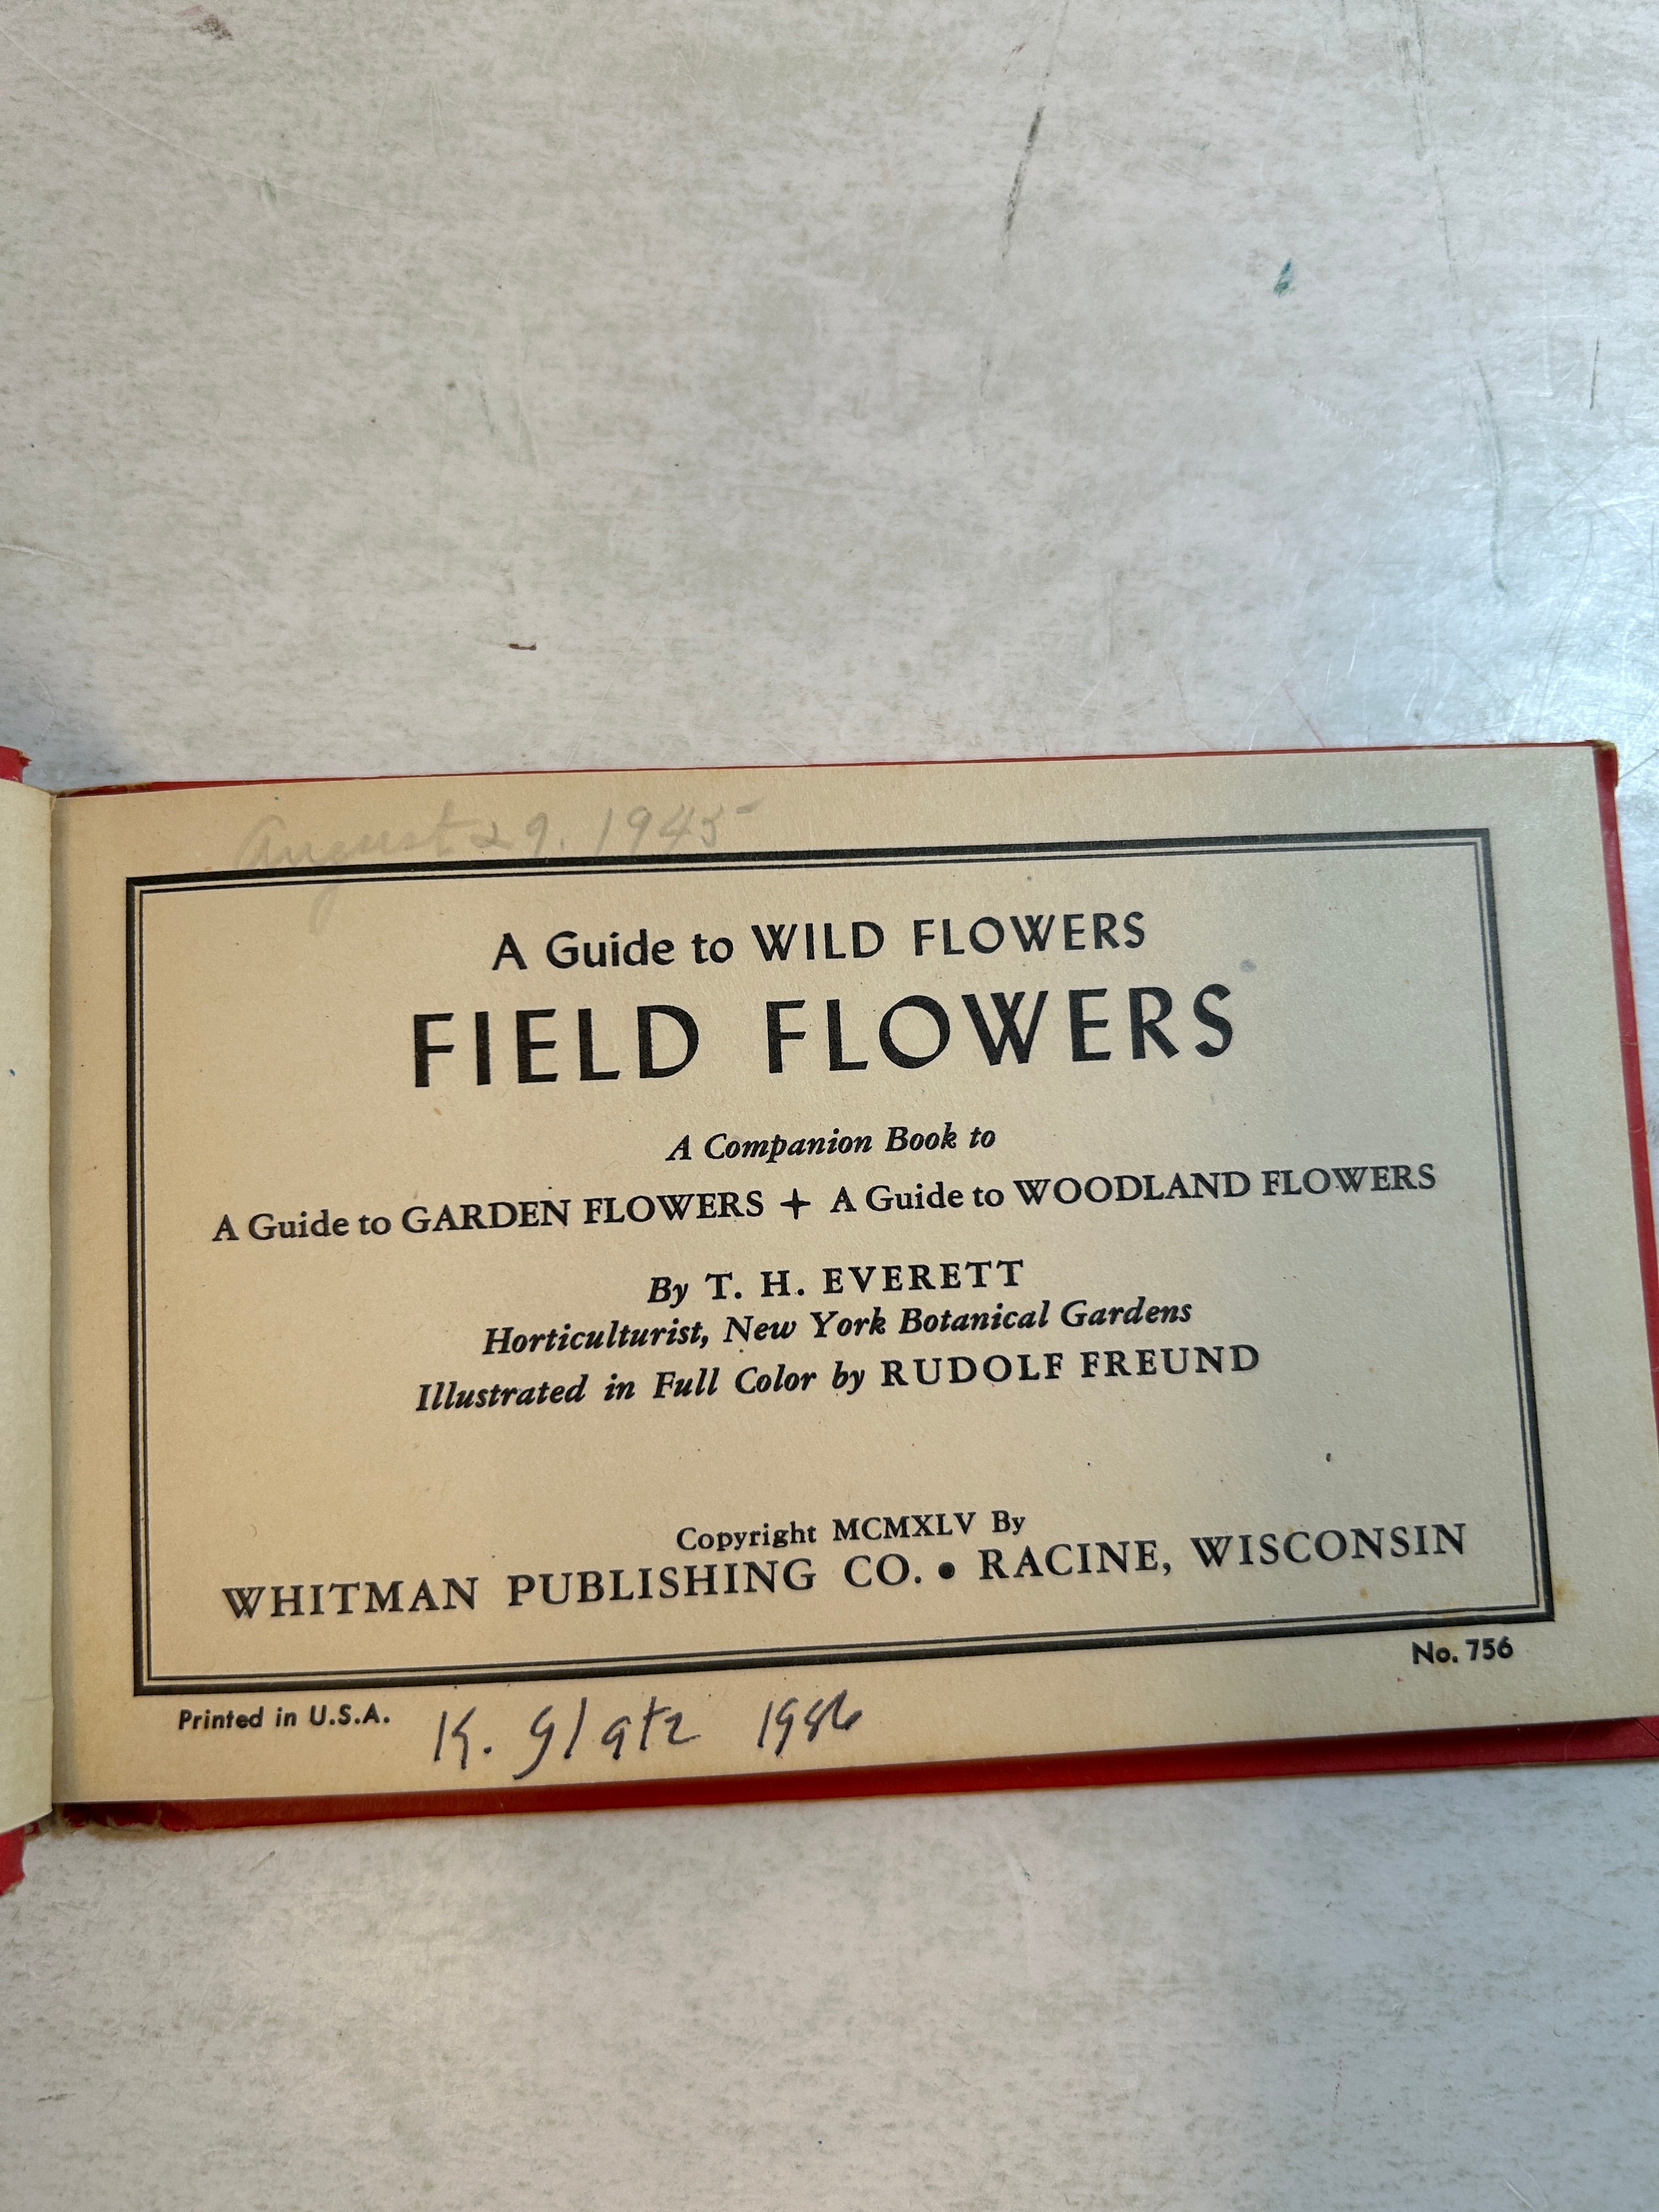 August 29. 1945
A Guide to WILD FLOWERS
FIELD FLOWERS
A Companion Book to
A Guide to GARDEN FLOWERS + A Guide to WOODLAND FLOWERS
By T. H. EVERETT
Horticulturist, New York Botanical Gardens
Illustrated in Full Color by RUDOLF FREUND
Copyright MCMXLV By
WHITMAN PUBLISHING CO. • RACINE, WISCONSIN
No. 756
Printed in U.S.A.
K. Glatz 1986